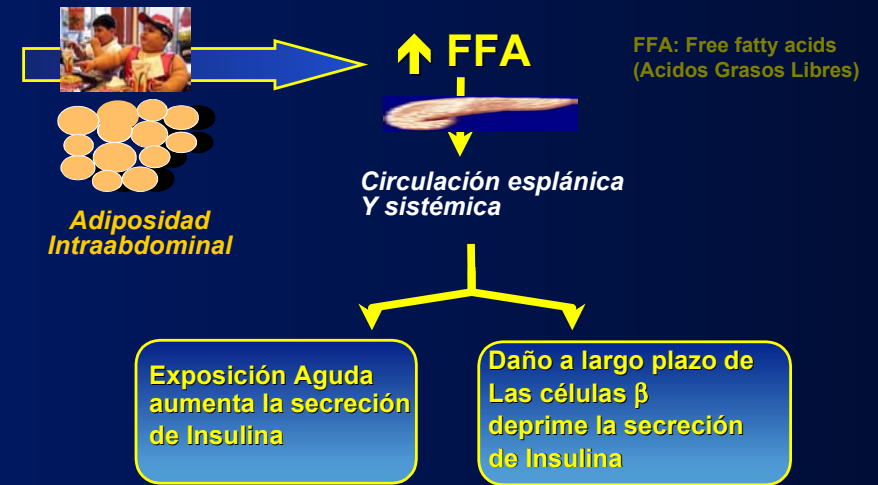 FFA
FFA: Free fatty acids
(Acidos Grasos Libres)
Circulación esplánica
Y sistémica
Adiposidad
Intraabdominal
Exposición Aguda
aumenta la secreción
de Insulina
Daño a largo plazo de
Las células β
deprime la secreción
de Insulina